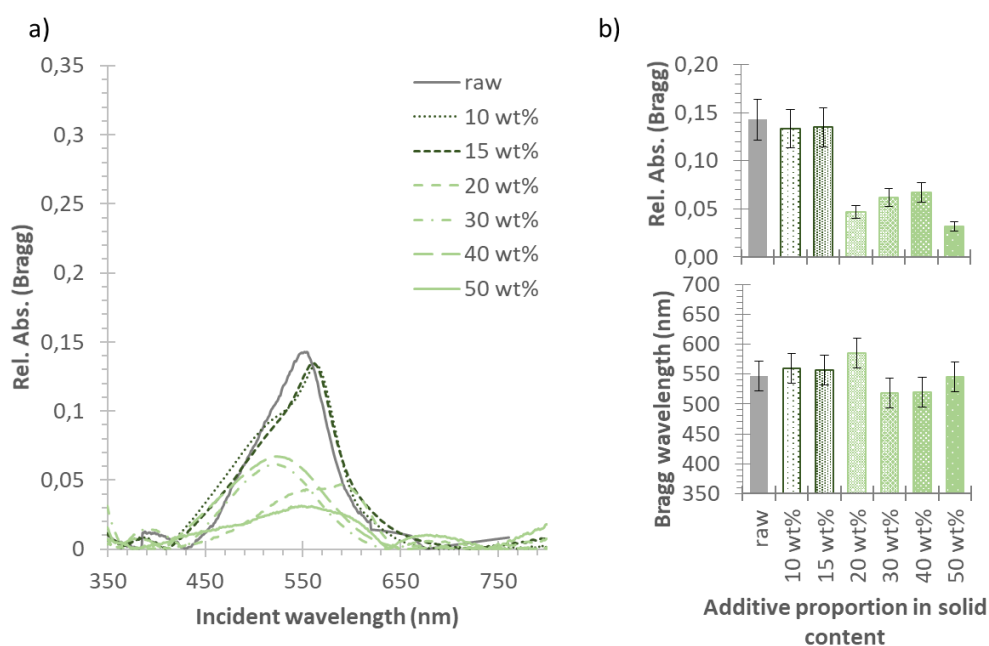 a)
0,35
0,3
0,25
0,2
0,15
0,1
0,05
0
Rel. Abs. (Bragg)
350
450
550
650
750
Incident wavelength (nm)
raw
10 wt%
15 wt%
20 wt%
30 wt%
40 wt%
50 wt%
b)
0,20
0,15
0,10
0,05
0,00
Rel. Abs. (Bragg)
700
650
600
550
500
450
400
350
Bragg wavelength (nm)
raw
10 wt%
15 wt%
20 wt%
30 wt%
40 wt%
50 wt%
Additive proportion in solid
content